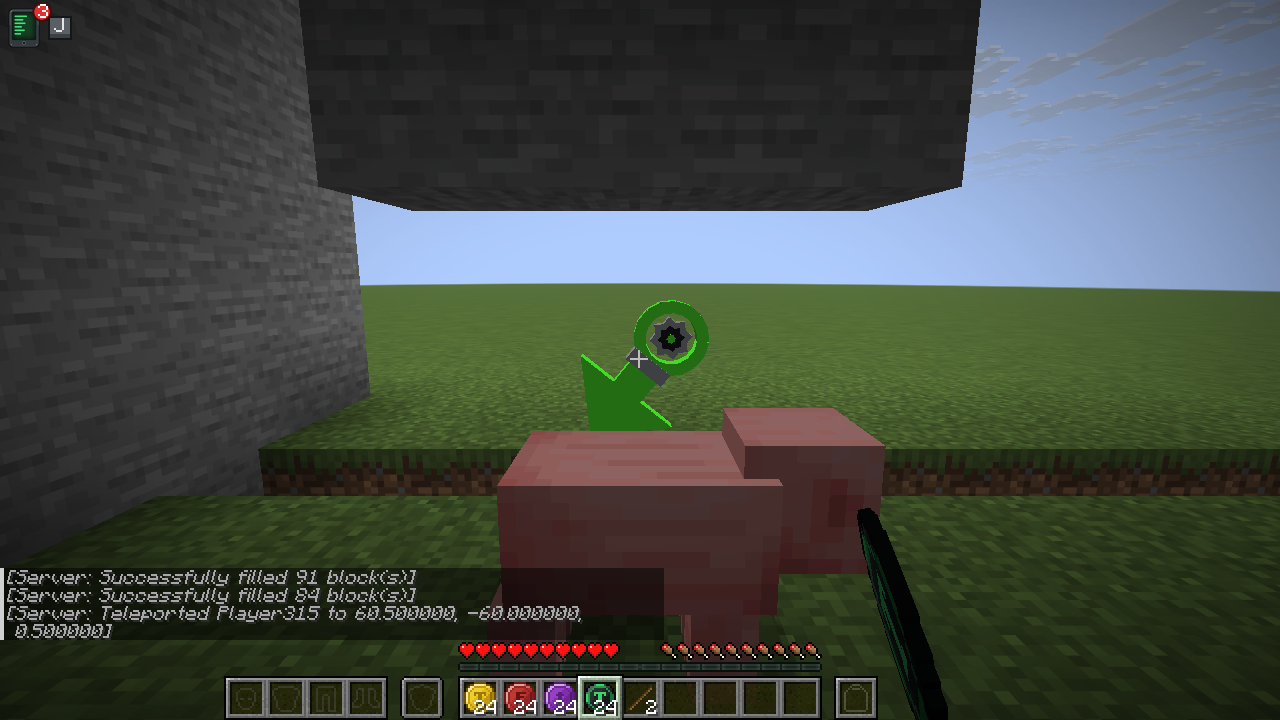 3
J
[Server: Successfully filled 91 block(s)]
[Server: Successfully filled 84 block(s)]
[Server: Teleported Player315 to 60.500000, -60.000000,
0.500000]
24 24 24 24 2